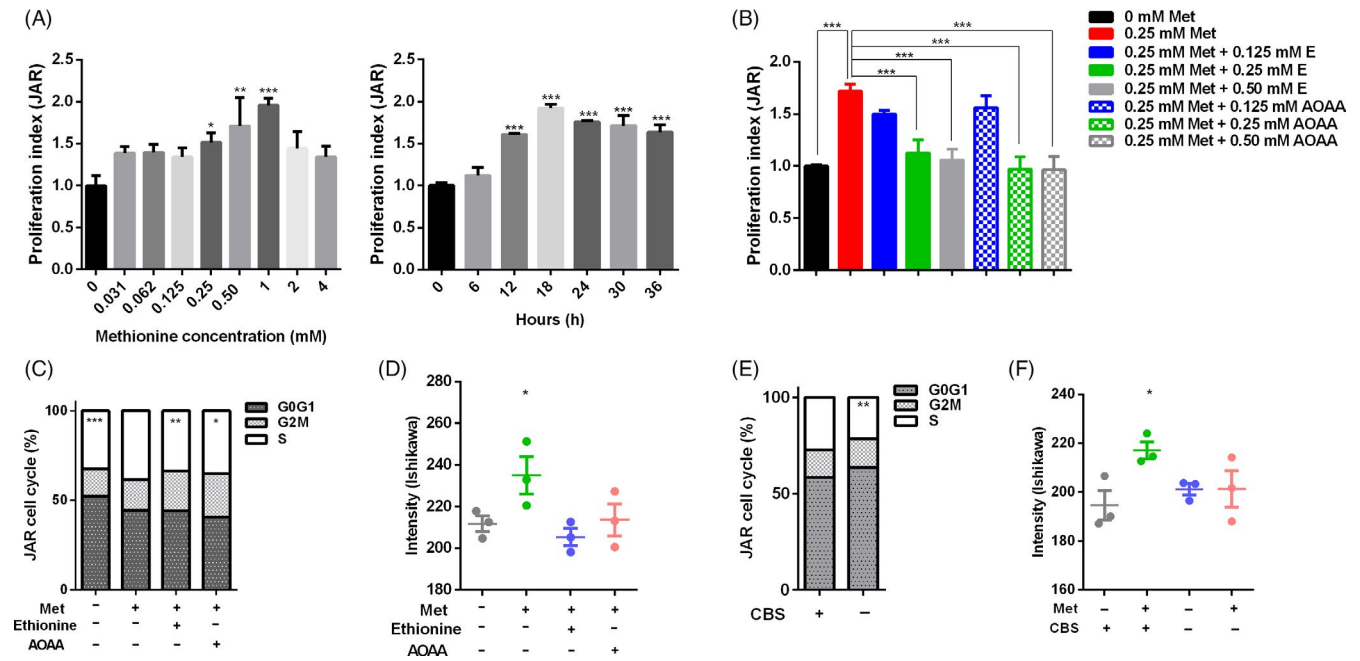 (A)
Proliferation index (JAR)
2.5
2.0
1.5
1.0
0.5
0.0
* ** ***
0 0.031 0.062 0.125 0.25 0.50 1 2 4
Methionine concentration (mM)
Proliferation index (JAR)
2.5
2.0
1.5
1.0
0.5
0.0
*** *** *** *** ***
0 6 12 18 24 30 36
Hours (h)
(B)
Proliferation index (JAR)
2.0
1.5
1.0
0.5
0.0
***
***
***
***
***
0 mM Met
0.25 mM Met
0.25 mM Met + 0.125 mM E
0.25 mM Met + 0.25 mM E
0.25 mM Met + 0.50 mM E
0.25 mM Met + 0.125 mM AOAA
0.25 mM Met + 0.25 mM AOAA
0.25 mM Met + 0.50 mM AOAA
(C)
JAR cell cycle (%)
100
50
0
*** ** *
G0G1
G2M
S
Met − + + +
Ethionine − − + −
AOAA − − − +
(D)
Intensity (Ishikawa)
280
260
240
220
200
180
*
Met − + + +
Ethionine − − + −
AOAA − − − +
(E)
JAR cell cycle (%)
100
50
0
**
G0G1
G2M
S
CBS + −
(F)
Intensity (Ishikawa)
240
220
200
180
160
*
Met − + − +
CBS + + − −